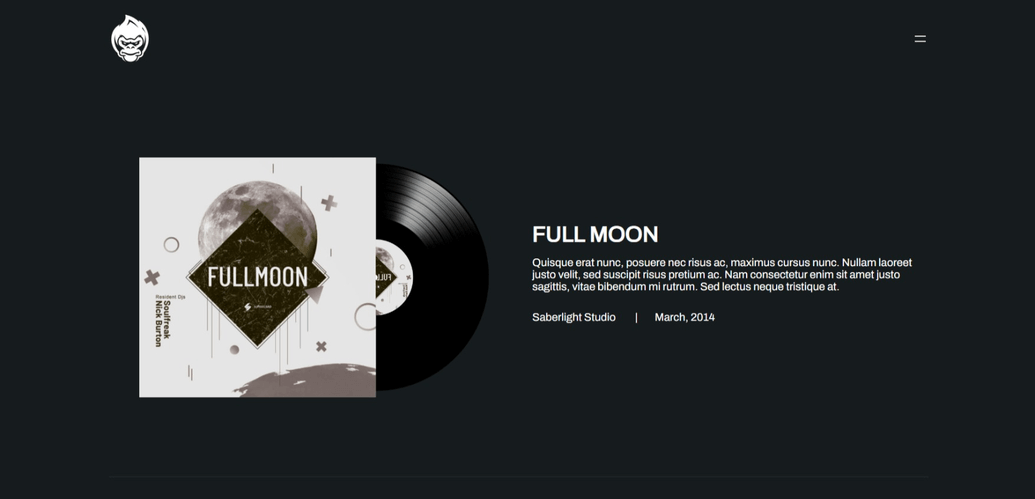 FULLMOON
Resident Djs
Soulfreak
Nick Burton
FULL MOON
Quisque erat nunc, posuere nec risus ac, maximus cursus nunc. Nullam laoreet
justo velit, sed suscipit risus pretium ac. Nam consectetur enim sit amet justo
sagittis, vitae bibendum mi rutrum. Sed lectus neque tristique at.
Saberlight Studio | March, 2014